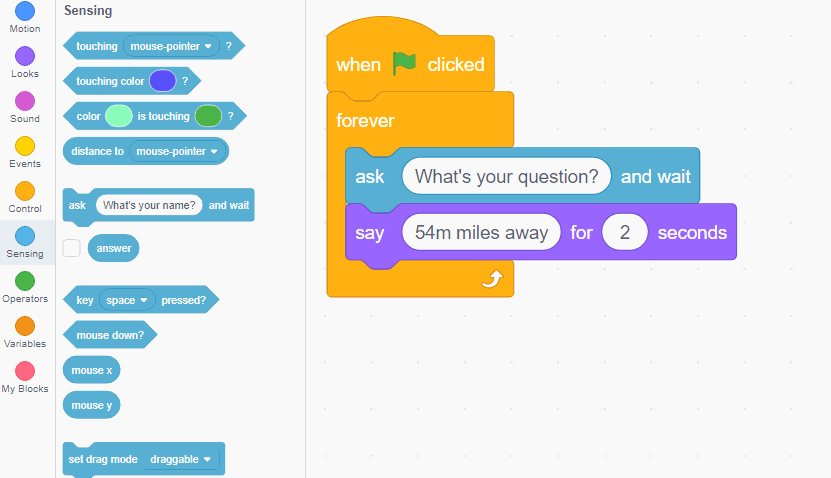 Motion
Looks
Sound
Events
Control
Sensing
Operators
Variables
My Blocks
Sensing
touching mouse-pointer ?
touching color ?
color is touching ?
distance to mouse-pointer
ask What's your name? and wait
answer
key space pressed?
mouse down?
mouse x
mouse y
set drag mode draggable
when clicked
forever
ask What's your question? and wait
say 54m miles away for 2 seconds